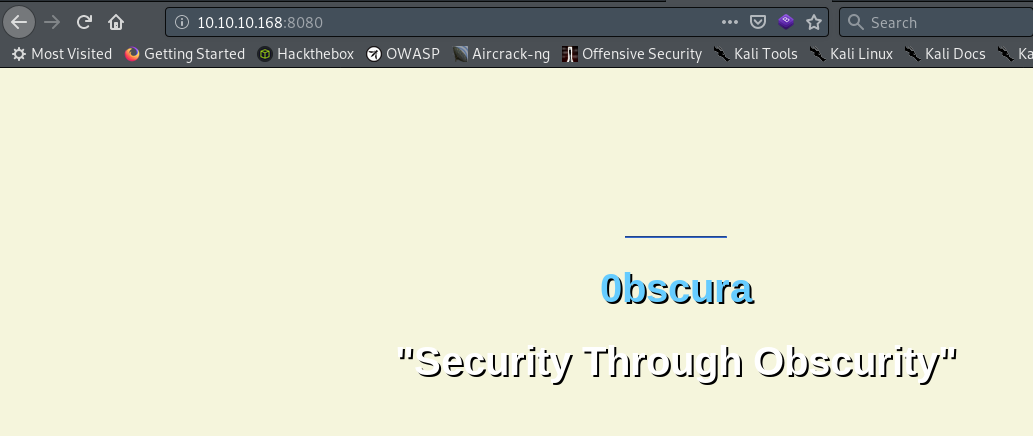 10.10.10.168:8080
Search
Most Visited Getting Started Hackthebox OWASP Aircrack-ng Offensive Security Kali Tools Kali Linux Kali Docs Ka
0bscura
"Security Through Obscurity"